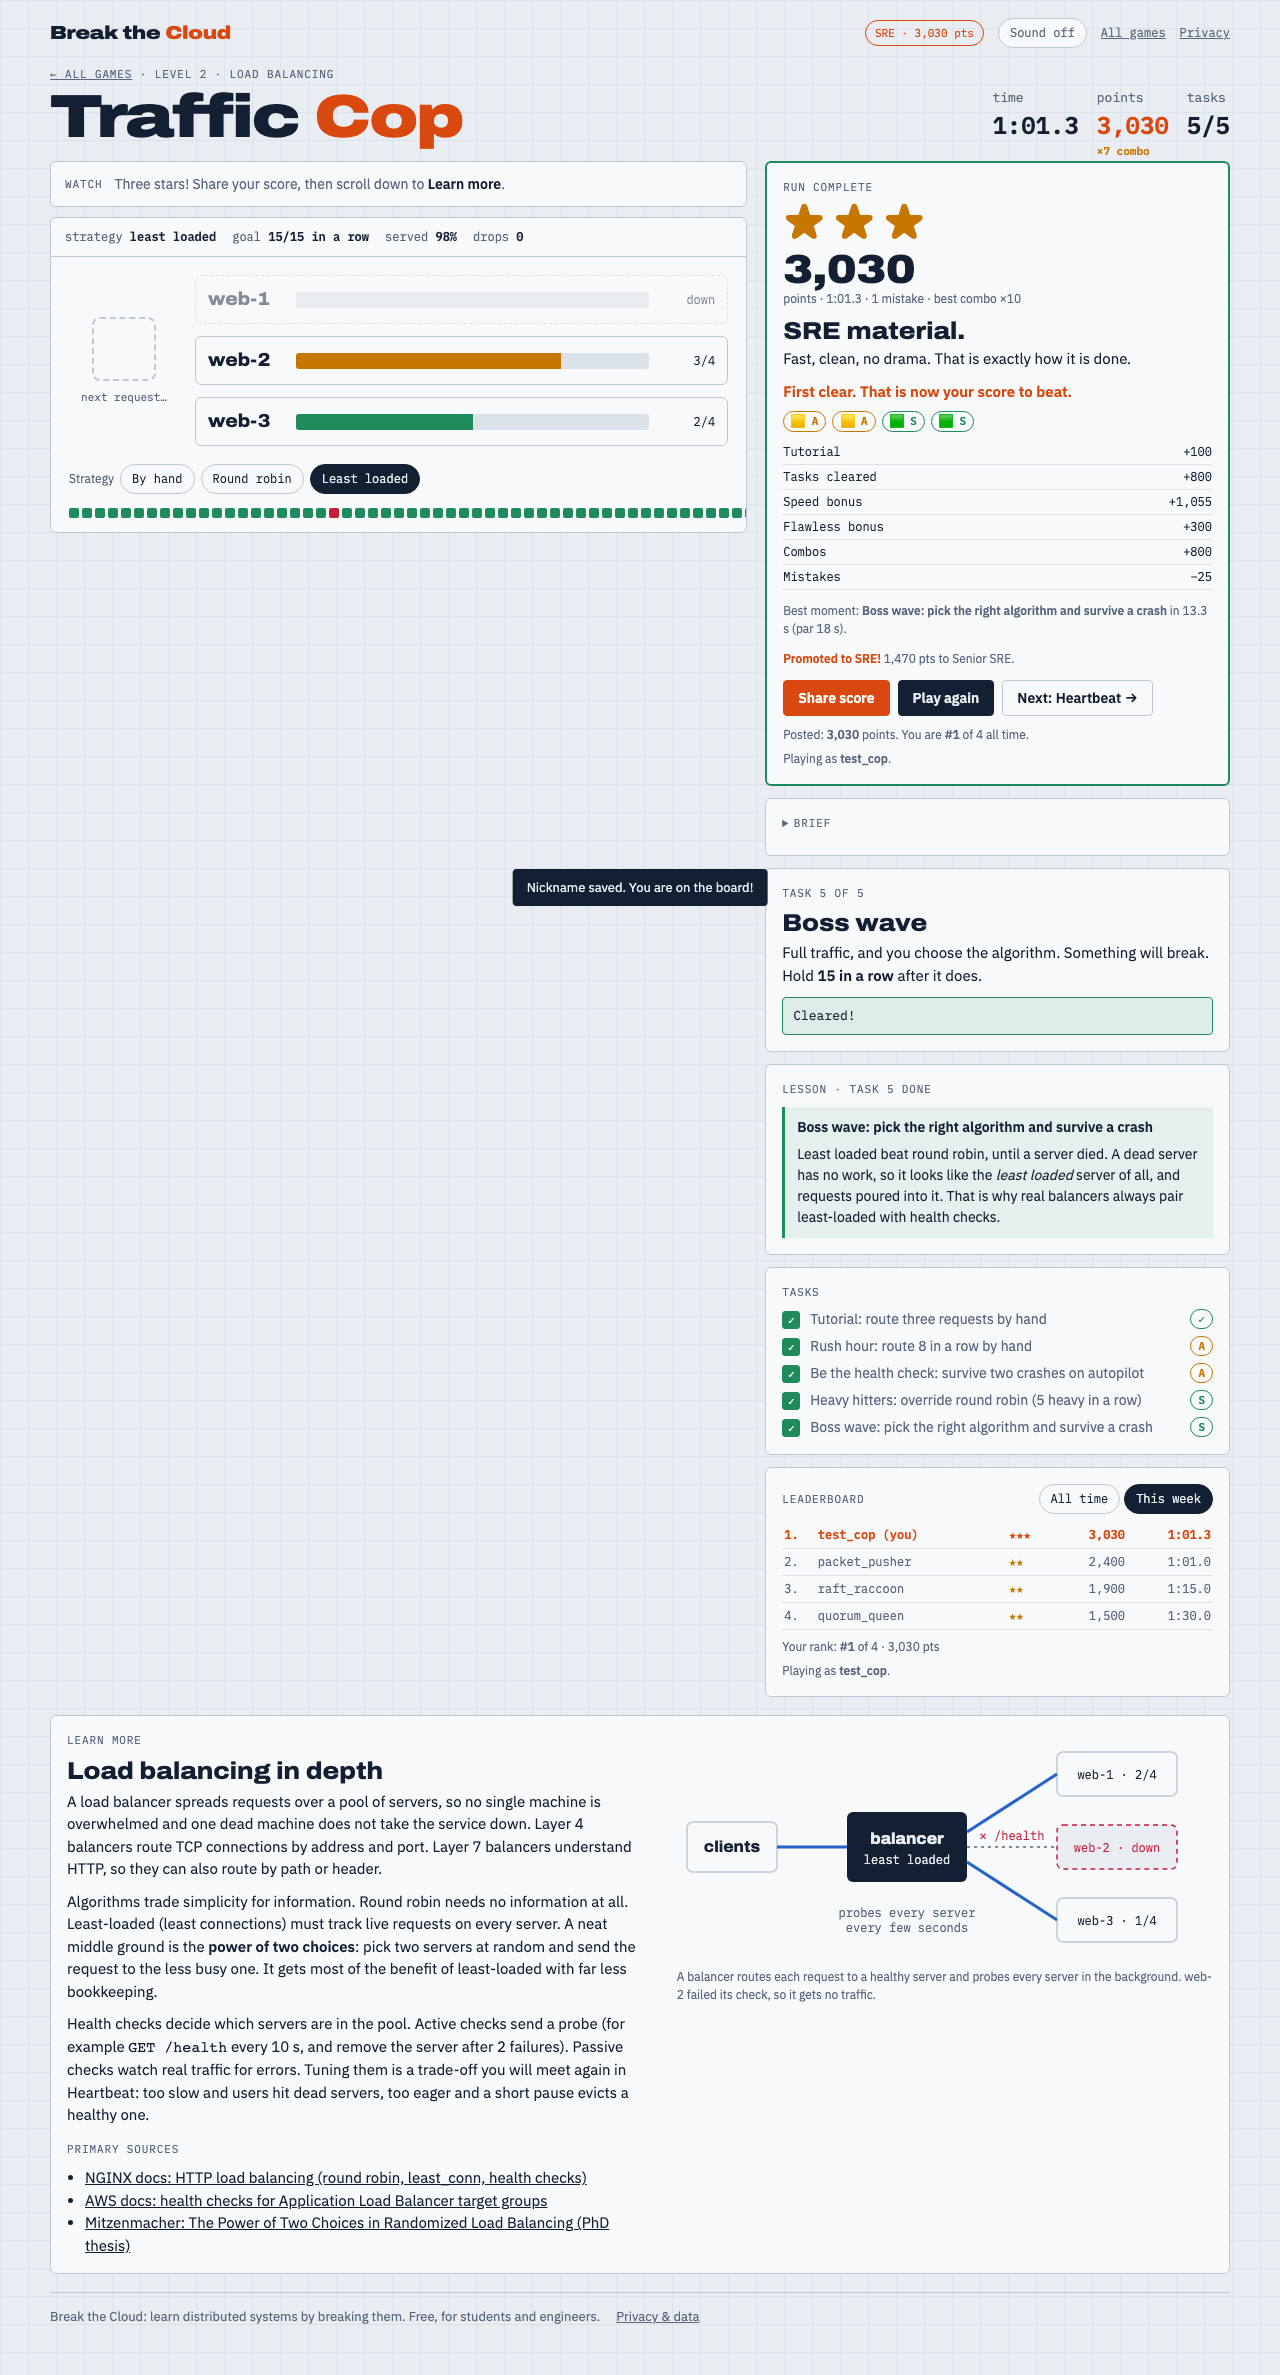 Break the Cloud
SRE · 3,030 pts
Sound off
All games
Privacy
← ALL GAMES · LEVEL 2 · LOAD BALANCING
Traffic Cop
time
1:01.3
points
3,030
×7 combo
tasks
5/5
WATCH Three stars! Share your score, then scroll down to Learn more.
strategy least loaded goal 15/15 in a row served 98% drops 0
next request…
web-1 down
web-2 3/4
web-3 2/4
Strategy By hand Round robin Least loaded
RUN COMPLETE
3,030
points · 1:01.3 · 1 mistake · best combo ×10
SRE material.
Fast, clean, no drama. That is exactly how it is done.
First clear. That is now your score to beat.
A A S S
Tutorial +100
Tasks cleared +800
Speed bonus +1,055
Flawless bonus +300
Combos +800
Mistakes −25
Best moment: Boss wave: pick the right algorithm and survive a crash in 13.3
s (par 18 s).
Promoted to SRE! 1,470 pts to Senior SRE.
Share score Play again Next: Heartbeat →
Posted: 3,030 points. You are #1 of 4 all time.
Playing as test_cop.
▶ BRIEF
Nickname saved. You are on the board!
TASK 5 OF 5
Boss wave
Full traffic, and you choose the algorithm. Something will break.
Hold 15 in a row after it does.
Cleared!
LESSON · TASK 5 DONE
Boss wave: pick the right algorithm and survive a crash
Least loaded beat round robin, until a server died. A dead server
has no work, so it looks like the least loaded server of all, and
requests poured into it. That is why real balancers always pair
least-loaded with health checks.
TASKS
✓ Tutorial: route three requests by hand ✓
✓ Rush hour: route 8 in a row by hand A
✓ Be the health check: survive two crashes on autopilot A
✓ Heavy hitters: override round robin (5 heavy in a row) S
✓ Boss wave: pick the right algorithm and survive a crash S
LEADERBOARD All time This week
1. test_cop (you) ★★★ 3,030 1:01.3
2. packet_pusher ★★ 2,400 1:01.0
3. raft_raccoon ★★ 1,900 1:15.0
4. quorum_queen ★★ 1,500 1:30.0
Your rank: #1 of 4 · 3,030 pts
Playing as test_cop.
LEARN MORE
Load balancing in depth
A load balancer spreads requests over a pool of servers, so no single machine is
overwhelmed and one dead machine does not take the service down. Layer 4
balancers route TCP connections by address and port. Layer 7 balancers understand
HTTP, so they can also route by path or header.
Algorithms trade simplicity for information. Round robin needs no information at all.
Least-loaded (least connections) must track live requests on every server. A neat
middle ground is the power of two choices: pick two servers at random and send the
request to the less busy one. It gets most of the benefit of least-loaded with far less
bookkeeping.
Health checks decide which servers are in the pool. Active checks send a probe (for
example GET /health every 10 s, and remove the server after 2 failures). Passive
checks watch real traffic for errors. Tuning them is a trade-off you will meet again in
Heartbeat: too slow and users hit dead servers, too eager and a short pause evicts a
healthy one.
PRIMARY SOURCES
• NGINX docs: HTTP load balancing (round robin, least_conn, health checks)
• AWS docs: health checks for Application Load Balancer target groups
• Mitzenmacher: The Power of Two Choices in Randomized Load Balancing (PhD
thesis)
clients
balancer
least loaded
× /health
web-1 · 2/4
web-2 · down
web-3 · 1/4
probes every server
every few seconds
A balancer routes each request to a healthy server and probes every server in the background. web-
2 failed its check, so it gets no traffic.
Break the Cloud: learn distributed systems by breaking them. Free, for students and engineers. Privacy & data